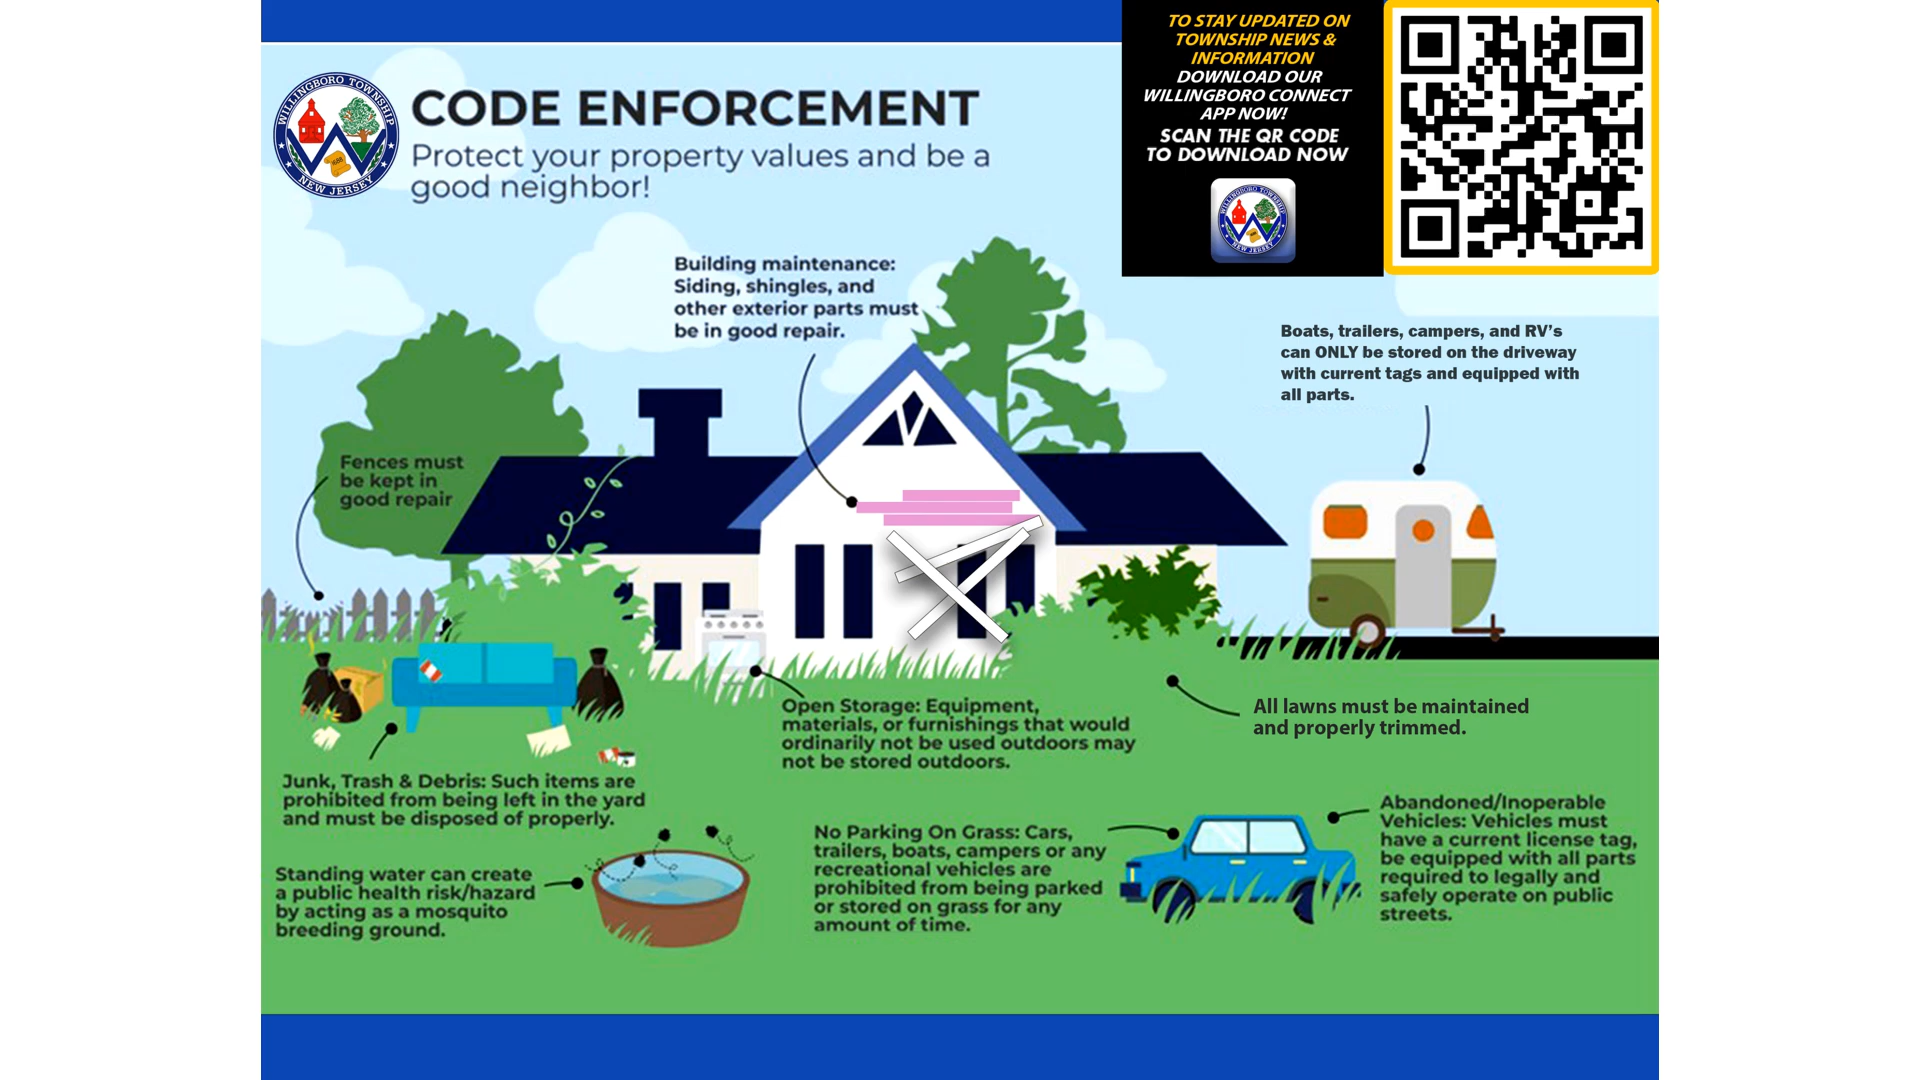 WILLINGBORO TOWNSHIP
NEW JERSEY
CODE ENFORCEMENT
Protect your property values and be a
good neighbor!
TO STAY UPDATED ON
TOWNSHIP NEWS &
INFORMATION
DOWNLOAD OUR
WILLINGBORO CONNECT
APP NOW!
SCAN THE QR CODE
TO DOWNLOAD NOW
WILLINGBORO TOWNSHIP
NEW JERSEY
Building maintenance:
Siding, shingles, and
other exterior parts must
be in good repair.
Boats, trailers, campers, and RV's
can ONLY be stored on the driveway
with current tags and equipped with
all parts.
Fences must
be kept in
good repair
Open Storage: Equipment,
materials, or furnishings that would
ordinarily not be used outdoors may
not be stored outdoors.
All lawns must be maintained
and properly trimmed.
Junk, Trash & Debris: Such items are
prohibited from being left in the yard
and must be disposed of properly.
Standing water can create
a public health risk/hazard
by acting as a mosquito
breeding ground.
No Parking On Grass: Cars,
trailers, boats, campers or any
recreational vehicles are
prohibited from being parked
or stored on grass for any
amount of time.
Abandoned/Inoperable
Vehicles: Vehicles must
have a current license tag,
be equipped with all parts
required to legally and
safely operate on public
streets.